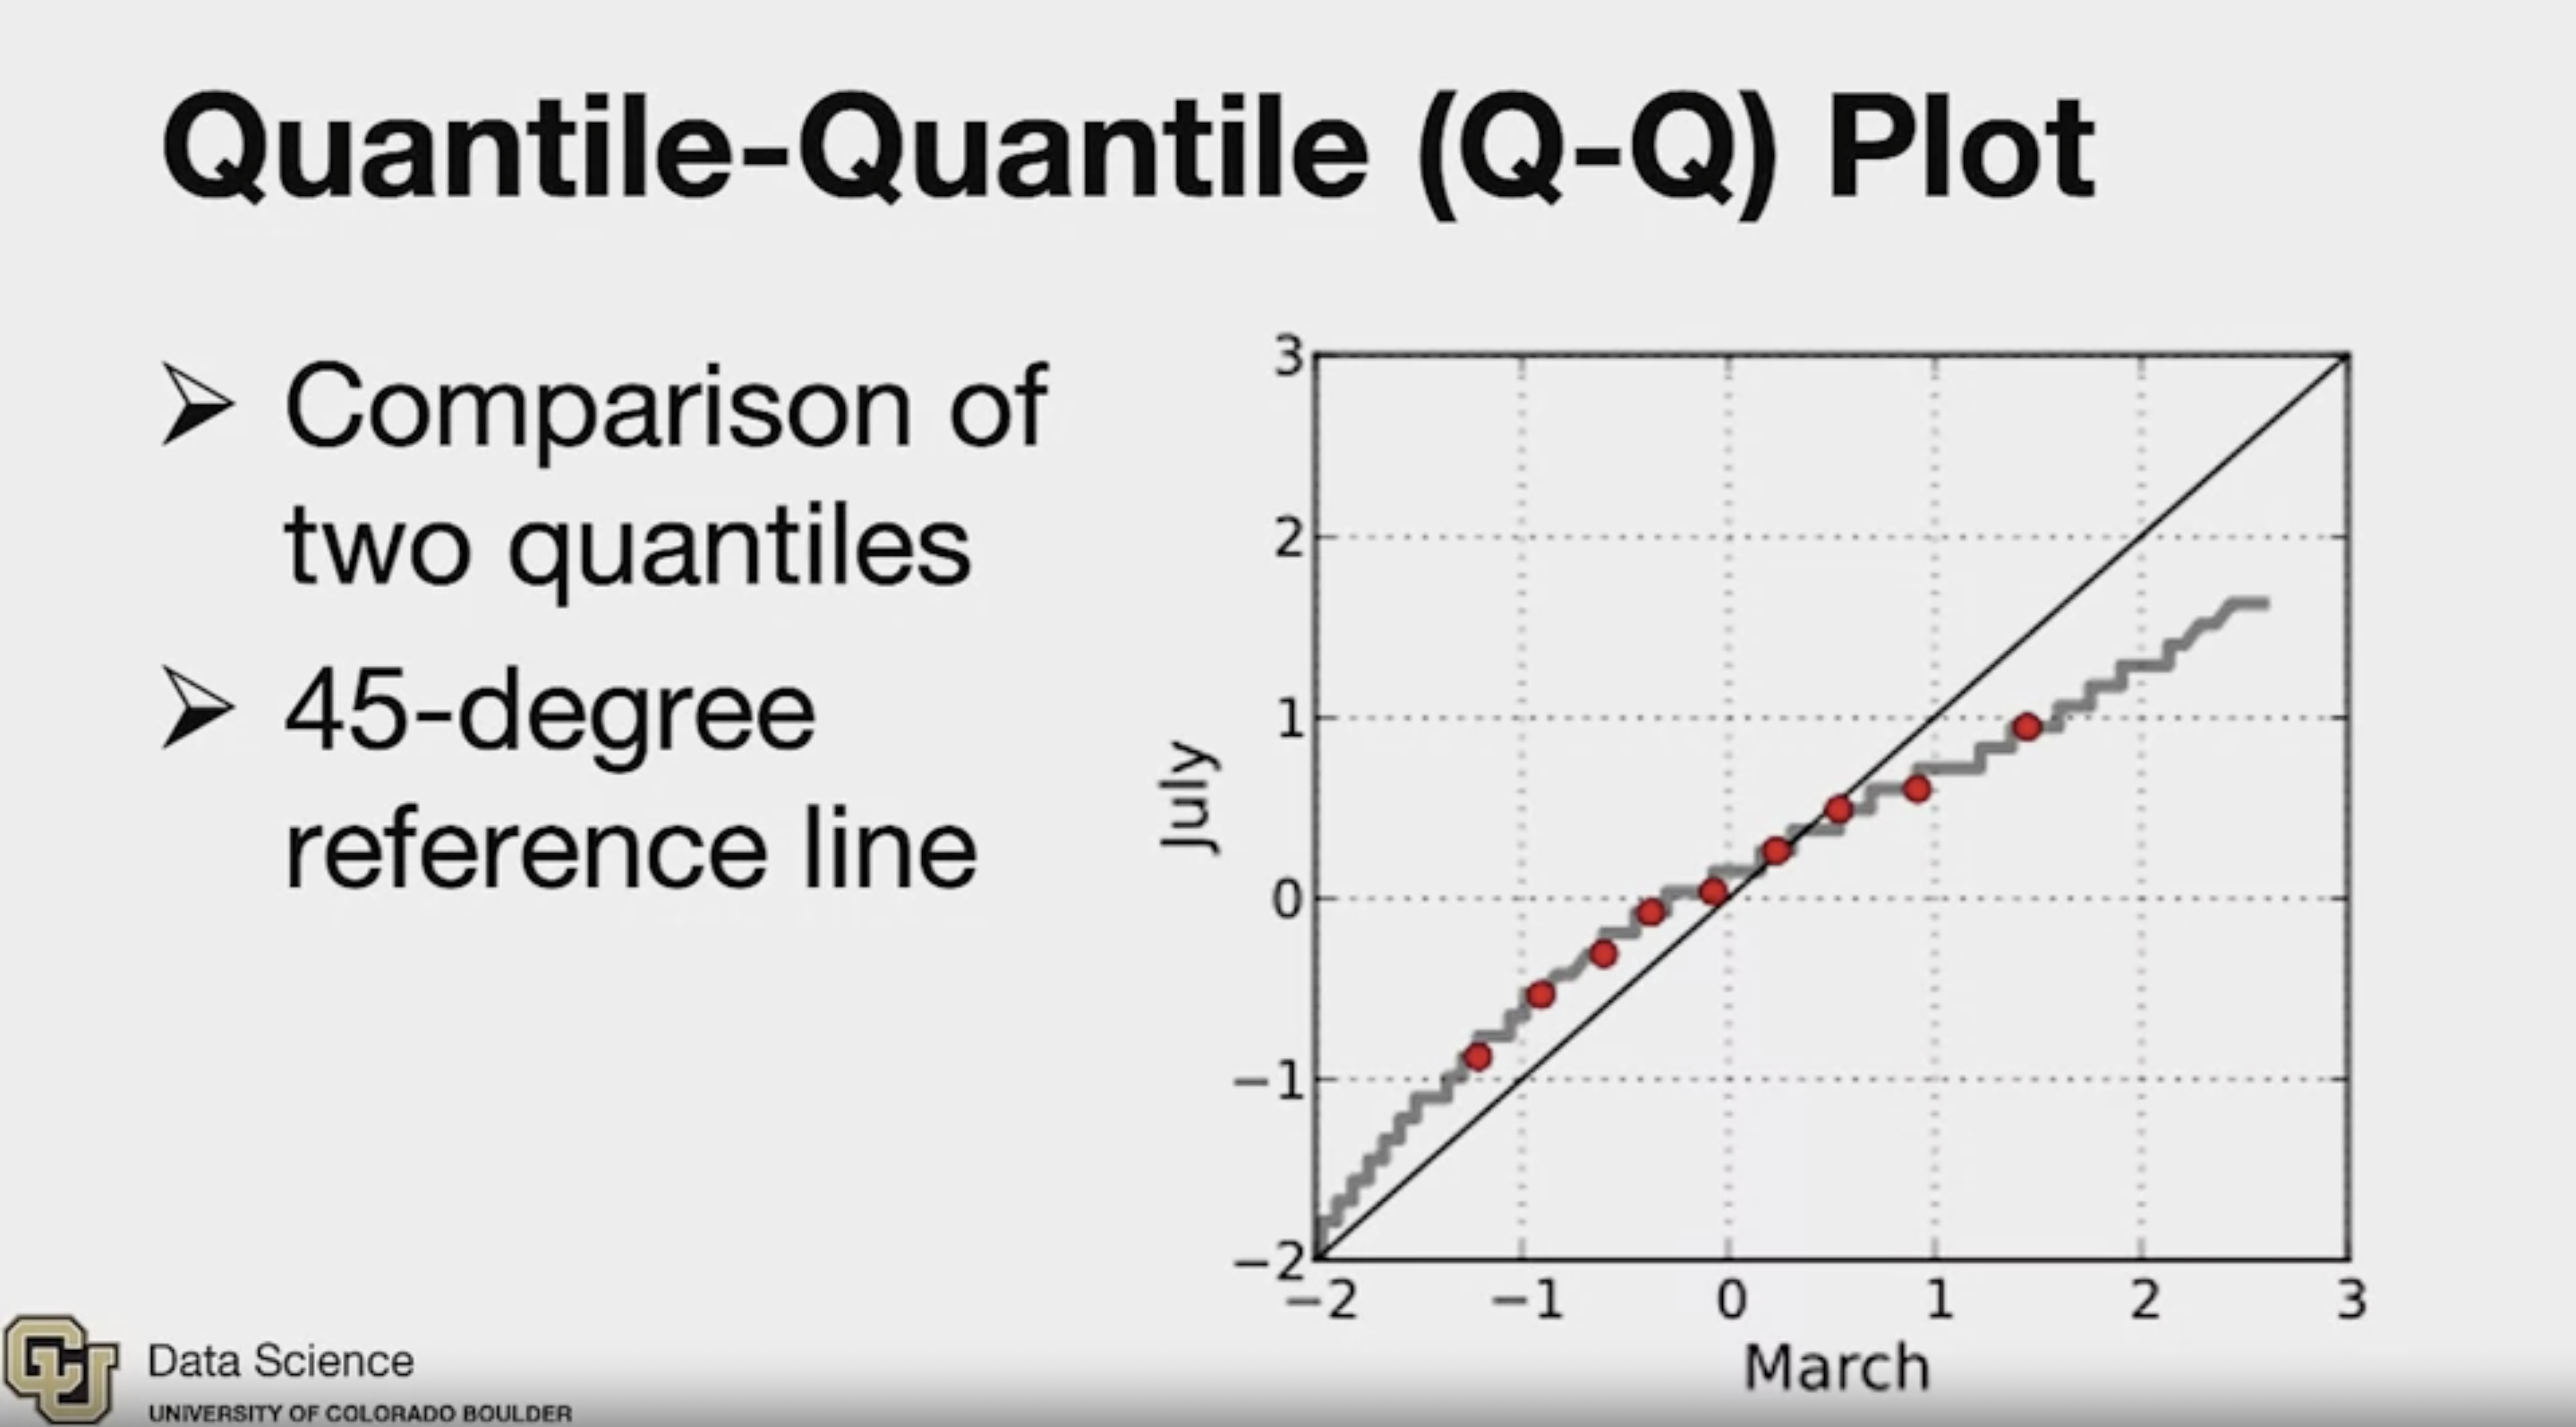 Quantile-Quantile (Q-Q) Plot
➢ Comparison of
two quantiles
➢ 45-degree
reference line
3
2
1
0
−1
−2
July
−2 −1 0 1 2 3
March
CU
Data Science
UNIVERSITY OF COLORADO BOULDER